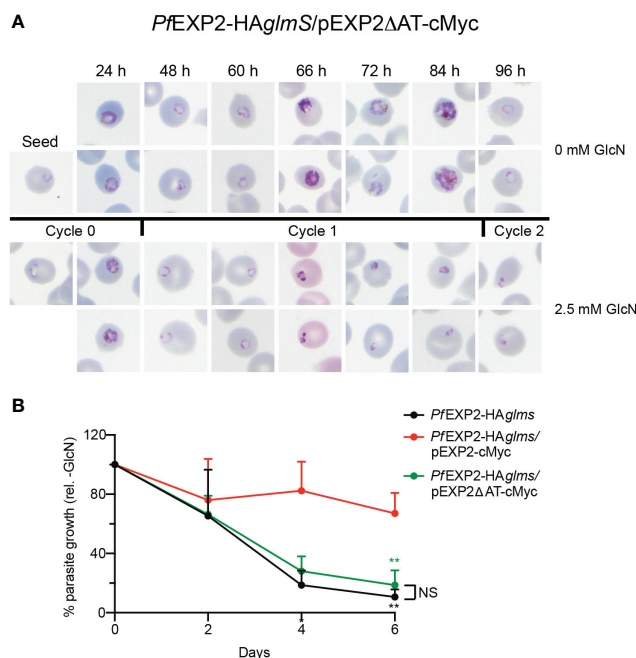 A
PfEXP2-HAglmS/pEXP2ΔAT-cMyc
24 h 48 h 60 h 66 h 72 h 84 h 96 h
Seed
0 mM GlcN
Cycle 0 Cycle 1 Cycle 2
2.5 mM GlcN
B
PfEXP2-HAglms
PfEXP2-HAglms/
pEXP2-cMyc
PfEXP2-HAglms/
pEXP2ΔAT-cMyc
% parasite growth (rel. -GlcN)
120
80
40
0
**
NS
**
*
0 2 4 6
Days